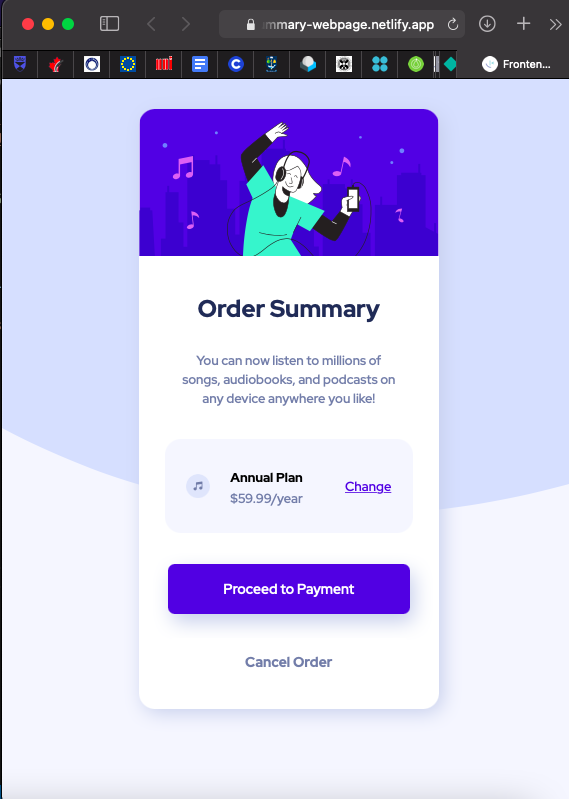 mmary-webpage.netlify.app
Fronten...
Order Summary
You can now listen to millions of
songs, audiobooks, and podcasts on
any device anywhere you like!
Annual Plan
$59.99/year
Change
Proceed to Payment
Cancel Order